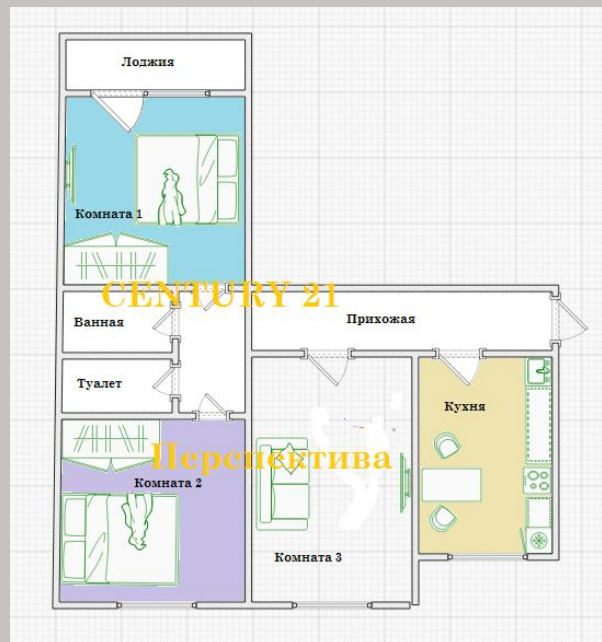 Лоджия
Комната 1
CENTURY 21
Ванная
Прихожая
Туалет
Кухня
Перспектива
Комната 2
Комната 3